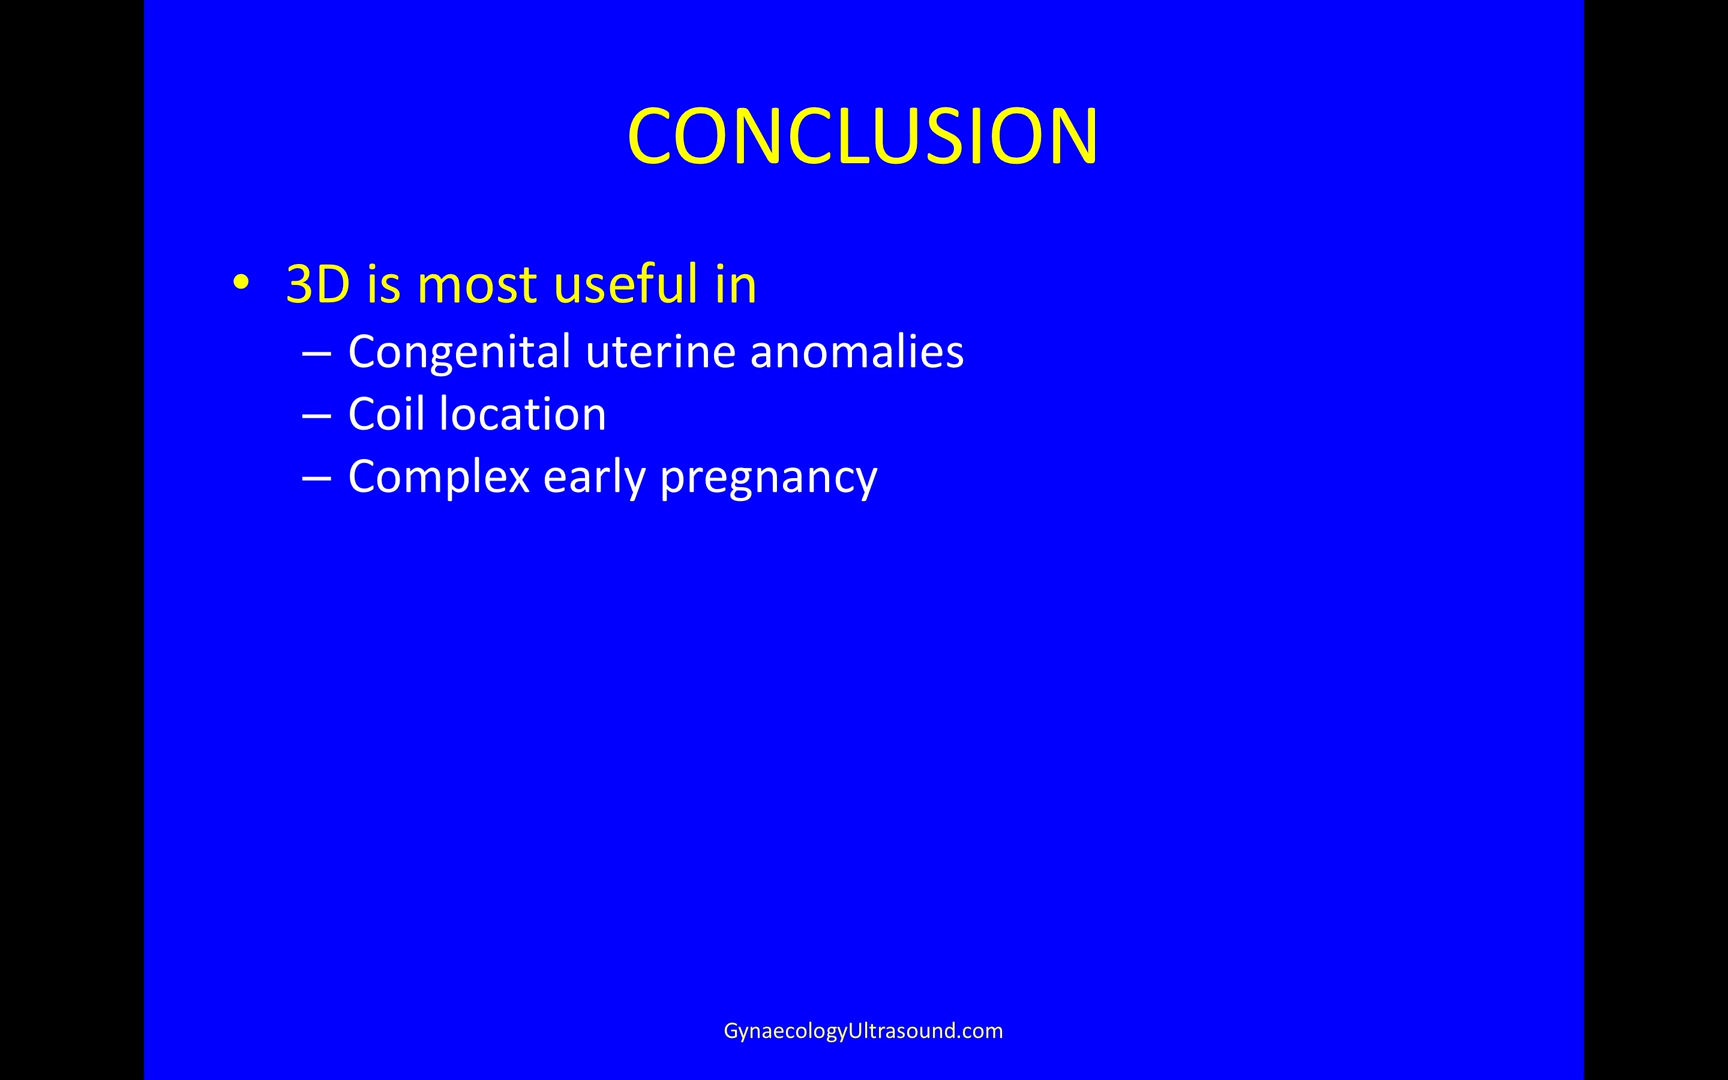 CONCLUSION
• 3D is most useful in
– Congenital uterine anomalies
– Coil location
– Complex early pregnancy
GynaecologyUltrasound.com